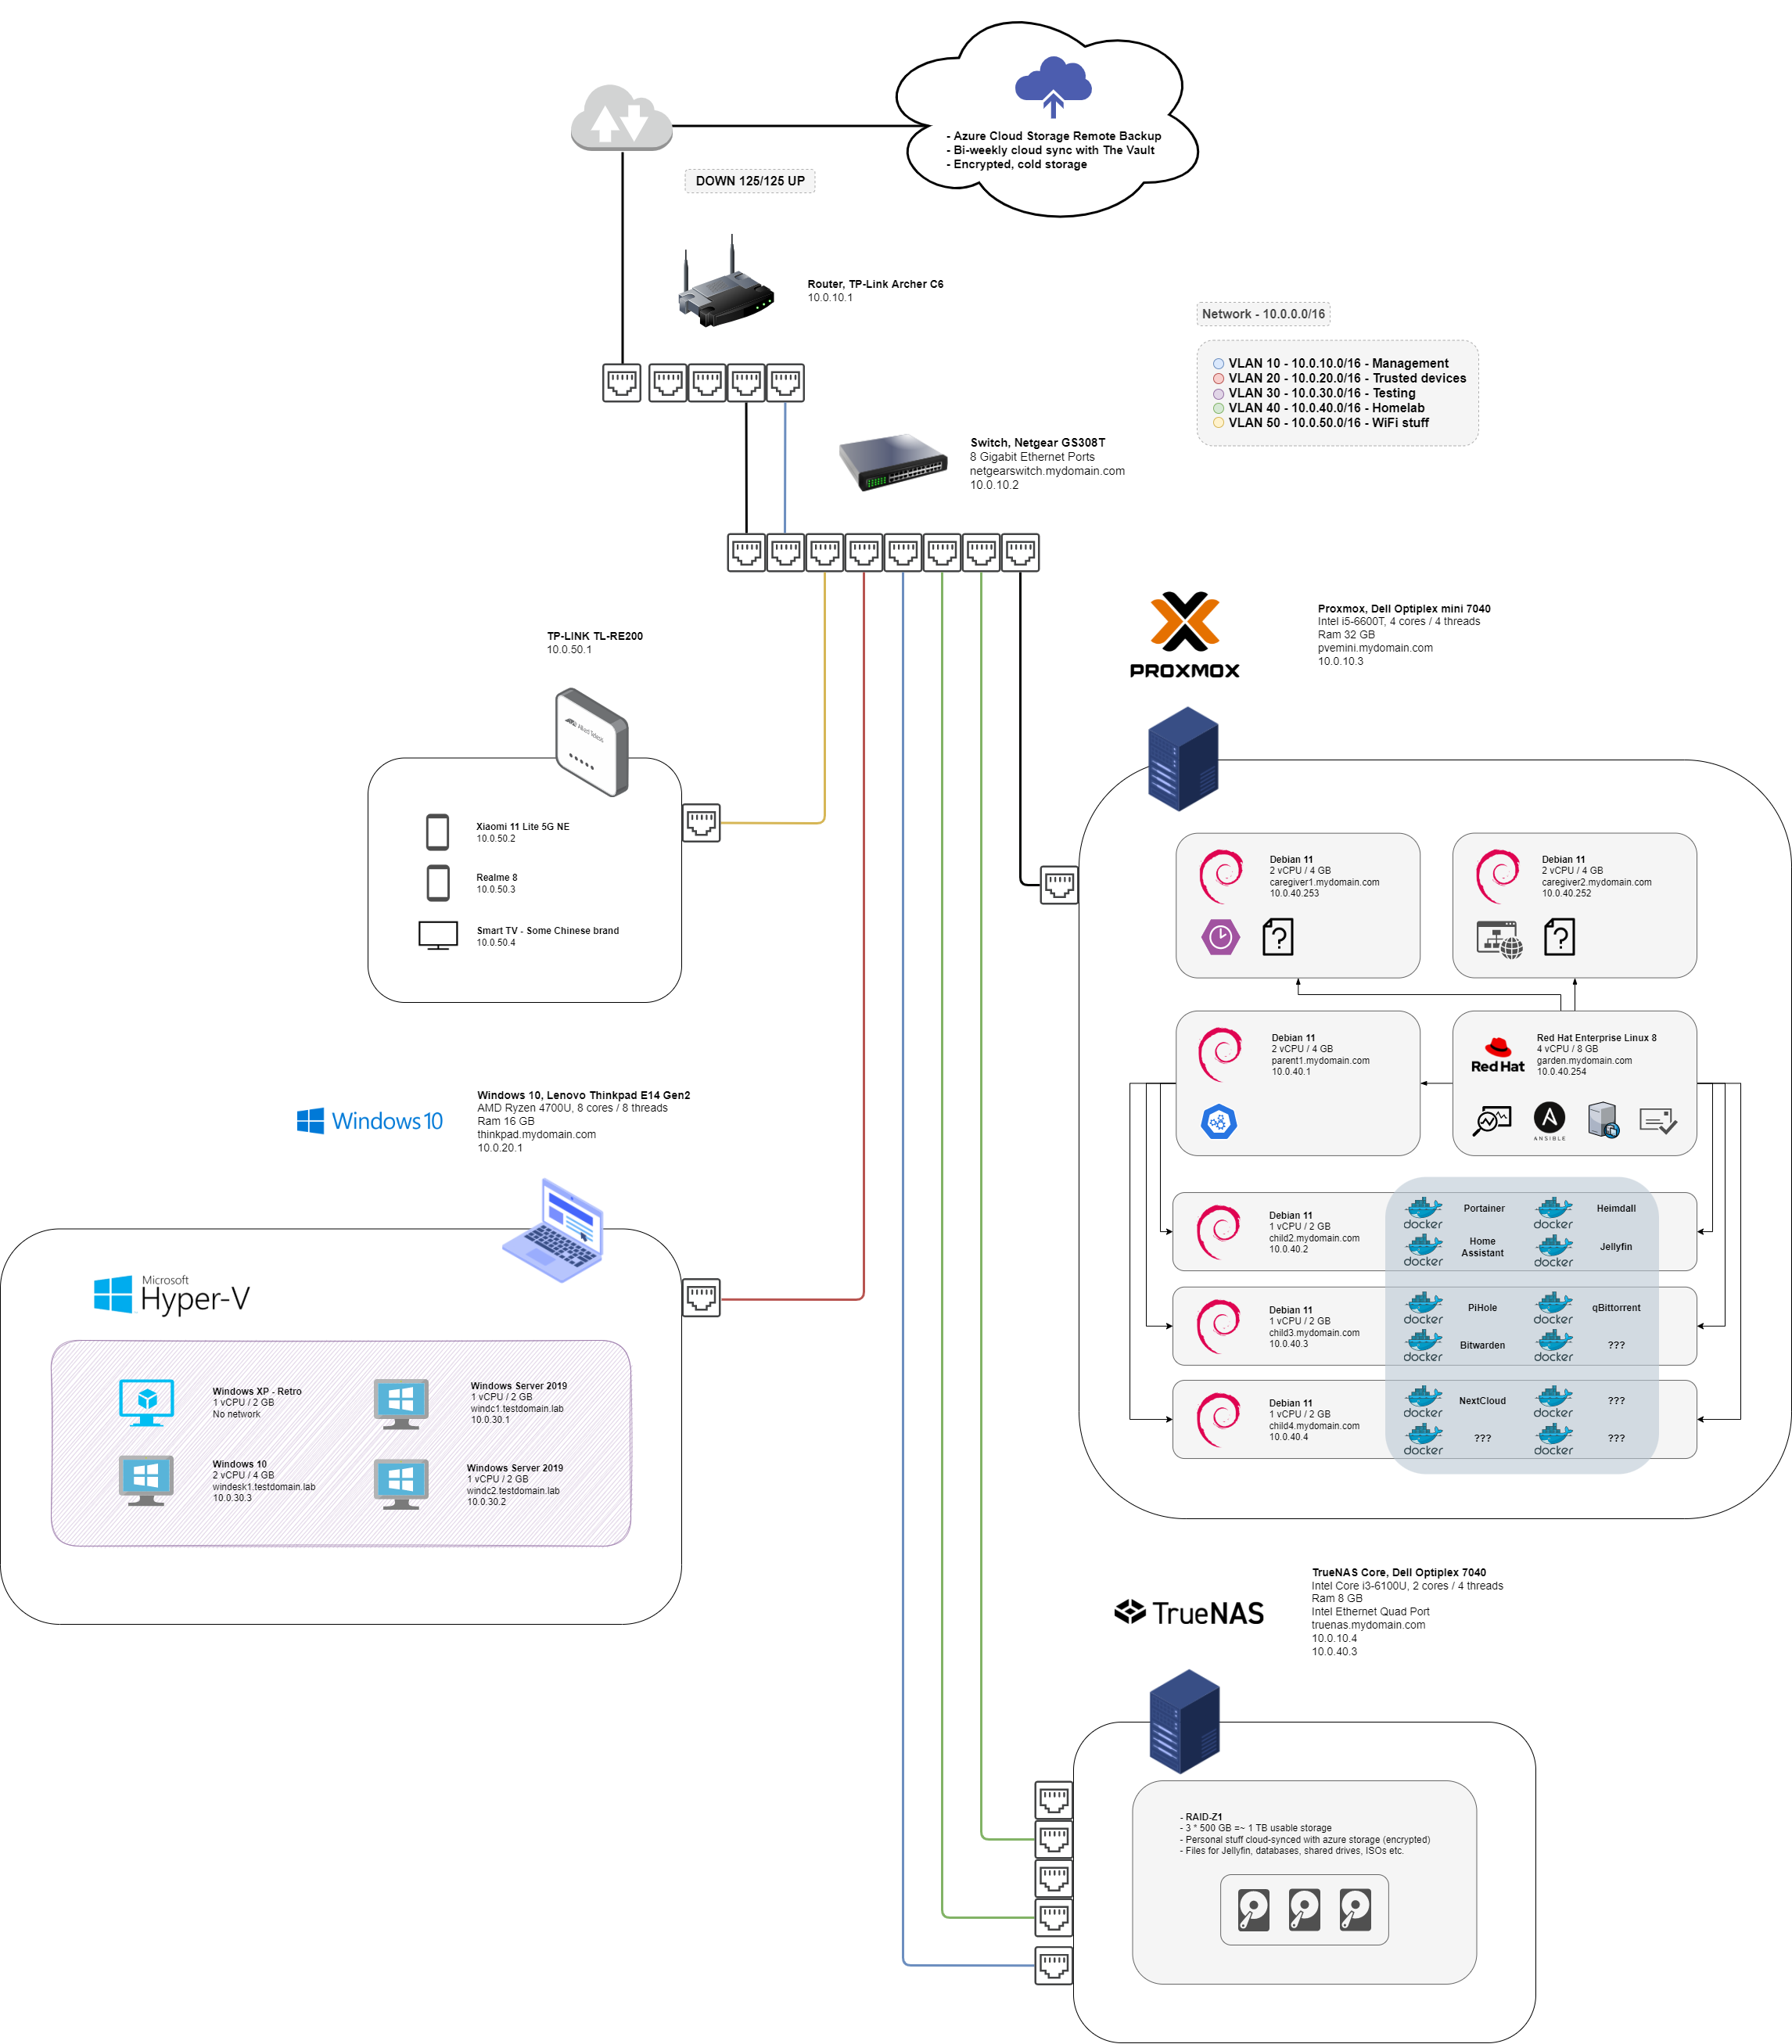 - Azure Cloud Storage Remote Backup
- Bi-weekly cloud sync with The Vault
- Encrypted, cold storage
DOWN 125/125 UP
Router, TP-Link Archer C6
10.0.10.1
Network - 10.0.0.0/16
VLAN 10 - 10.0.10.0/16 - Management
VLAN 20 - 10.0.20.0/16 - Trusted devices
VLAN 30 - 10.0.30.0/16 - Testing
VLAN 40 - 10.0.40.0/16 - Homelab
VLAN 50 - 10.0.50.0/16 - WiFi stuff
Switch, Netgear GS308T
8 Gigabit Ethernet Ports
netgearswitch.mydomain.com
10.0.10.2
TP-LINK TL-RE200
10.0.50.1
Xiaomi 11 Lite 5G NE
10.0.50.2
Realme 8
10.0.50.3
Smart TV - Some Chinese brand
10.0.50.4
PROXMOX
Proxmox, Dell Optiplex mini 7040
Intel i5-6600T, 4 cores / 4 threads
Ram 32 GB
pvemini.mydomain.com
10.0.10.3
Debian 11
2 vCPU / 4 GB
caregiver1.mydomain.com
10.0.40.253
Debian 11
2 vCPU / 4 GB
caregiver2.mydomain.com
10.0.40.252
Debian 11
2 vCPU / 4 GB
parent1.mydomain.com
10.0.40.1
Red Hat
Red Hat Enterprise Linux 8
4 vCPU / 8 GB
garden.mydomain.com
10.0.40.254
ANSIBLE
Debian 11
1 vCPU / 2 GB
child2.mydomain.com
10.0.40.2
docker
Portainer
docker
Heimdall
docker
Home
Assistant
docker
Jellyfin
Debian 11
1 vCPU / 2 GB
child3.mydomain.com
10.0.40.3
docker
PiHole
docker
qBittorrent
docker
Bitwarden
docker
???
Debian 11
1 vCPU / 2 GB
child4.mydomain.com
10.0.40.4
docker
NextCloud
docker
???
docker
???
docker
???
Windows 10
Windows 10, Lenovo Thinkpad E14 Gen2
AMD Ryzen 4700U, 8 cores / 8 threads
Ram 16 GB
thinkpad.mydomain.com
10.0.20.1
Microsoft
Hyper-V
Windows XP - Retro
1 vCPU / 2 GB
No network
Windows Server 2019
1 vCPU / 2 GB
windc1.testdomain.lab
10.0.30.1
Windows 10
2 vCPU / 4 GB
windesk1.testdomain.lab
10.0.30.3
Windows Server 2019
1 vCPU / 2 GB
windc2.testdomain.lab
10.0.30.2
TrueNAS
TrueNAS Core, Dell Optiplex 7040
Intel Core i3-6100U, 2 cores / 4 threads
Ram 8 GB
Intel Ethernet Quad Port
truenas.mydomain.com
10.0.10.4
10.0.40.3
- RAID-Z1
- 3 * 500 GB =~ 1 TB usable storage
- Personal stuff cloud-synced with azure storage (encrypted)
- Files for Jellyfin, databases, shared drives, ISOs etc.